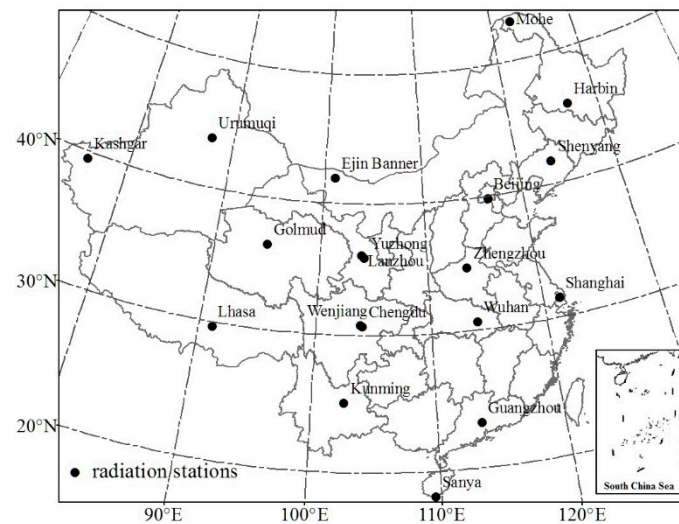 Mohe
Harbin
40°N
Urumuqi
Kashgar
Shenyang
Ejin Banner
Beijing
Golmud
Yuzhong
Zhengzhou
Lanzhou
30°N
Shanghai
Lhasa
Wenjiang Chengdu
Wuhan
Kunming
Guangzhou
20°N
radiation stations
South China Sea
Sanya
90°E
100°E
110°E
120°E